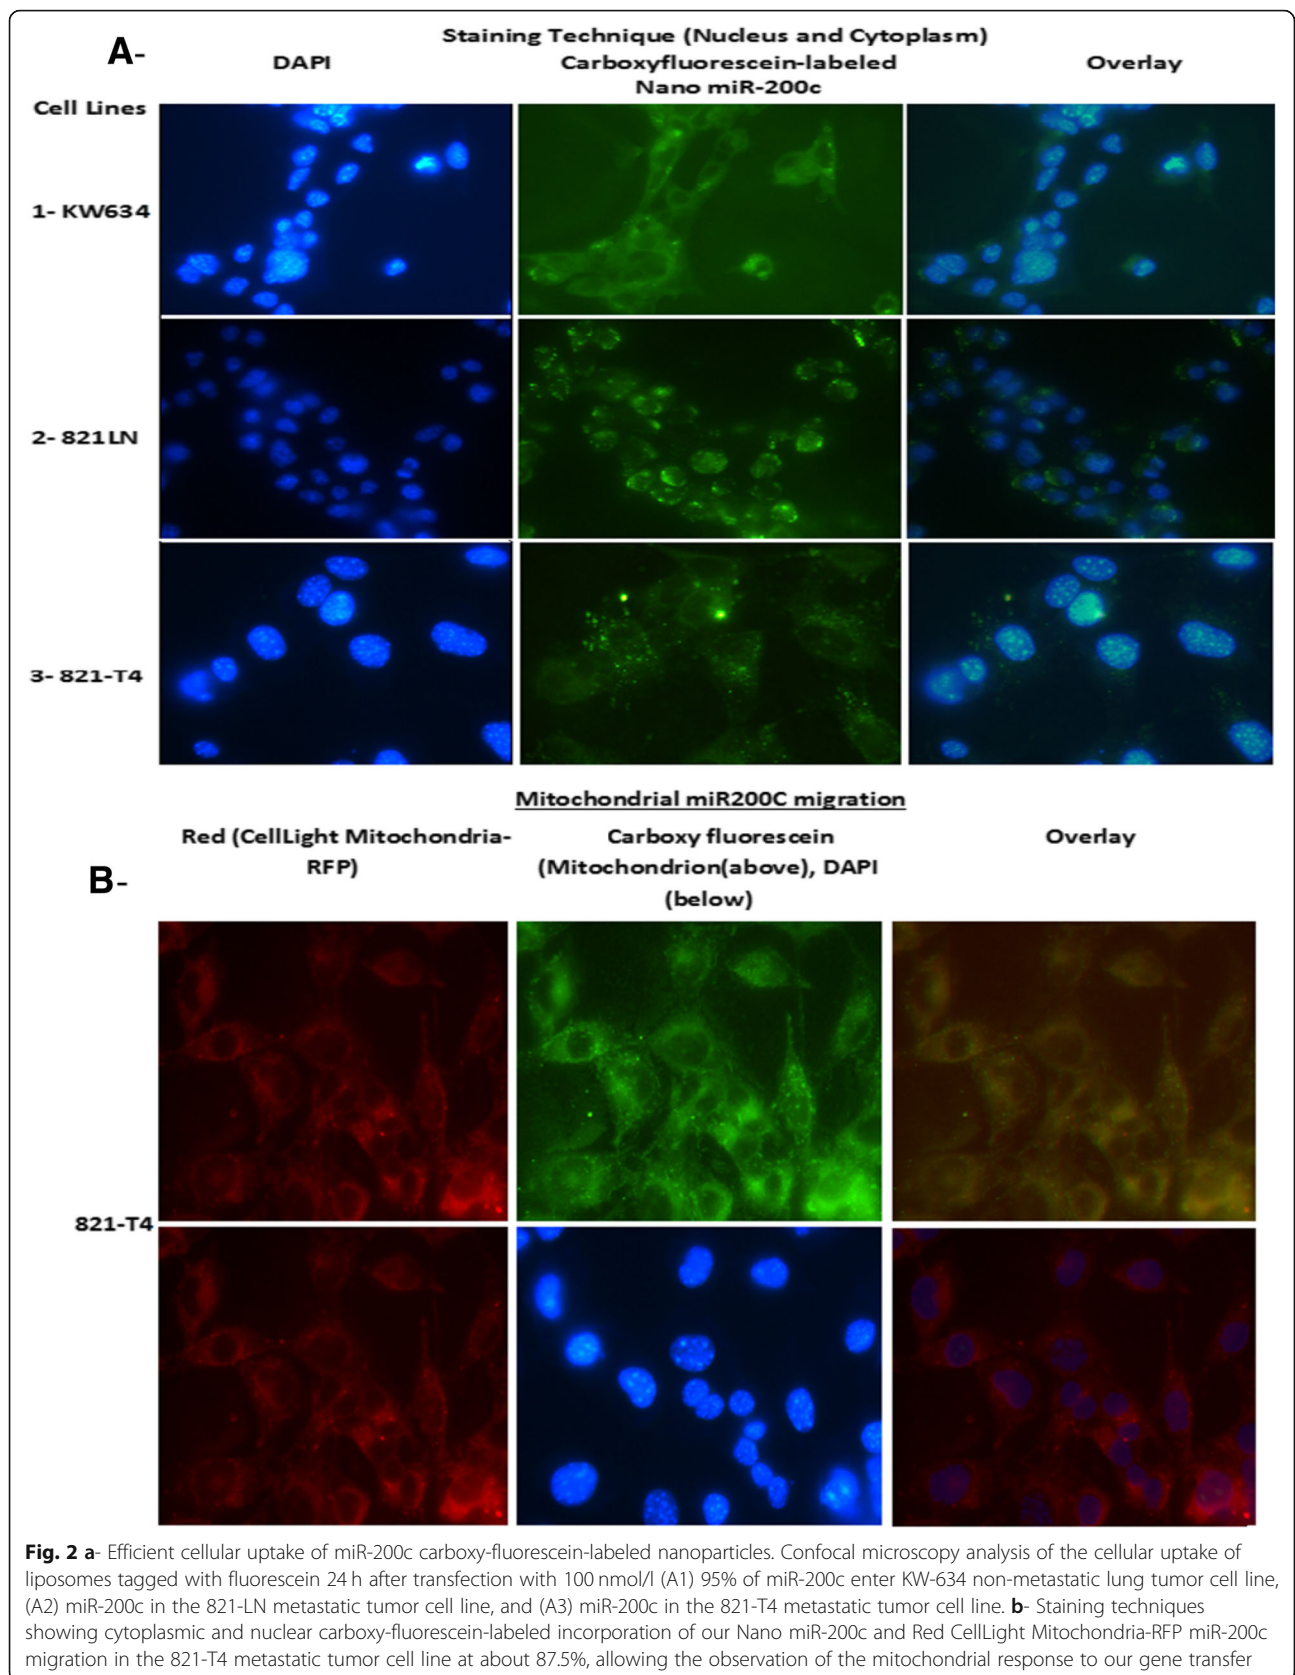 A-
Staining Technique (Nucleus and Cytoplasm)
DAPI
Carboxyfluorescein-labeled
Nano miR-200c
Overlay
Cell Lines
1- KW634
2- 821LN
3- 821-T4
Mitochondrial miR200C migration
Red (CellLight Mitochondria-
RFP)
Carboxy fluorescein
(Mitochondrion(above), DAPI
(below)
Overlay
B-
821-T4
Fig. 2 a- Efficient cellular uptake of miR-200c carboxy-fluorescein-labeled nanoparticles. Confocal microscopy analysis of the cellular uptake of
liposomes tagged with fluorescein 24 h after transfection with 100 nmol/l (A1) 95% of miR-200c enter KW-634 non-metastatic lung tumor cell line,
(A2) miR-200c in the 821-LN metastatic tumor cell line, and (A3) miR-200c in the 821-T4 metastatic tumor cell line. b- Staining techniques
showing cytoplasmic and nuclear carboxy-fluorescein-labeled incorporation of our Nano miR-200c and Red CellLight Mitochondria-RFP miR-200c
migration in the 821-T4 metastatic tumor cell line at about 87.5%, allowing the observation of the mitochondrial response to our gene transfer